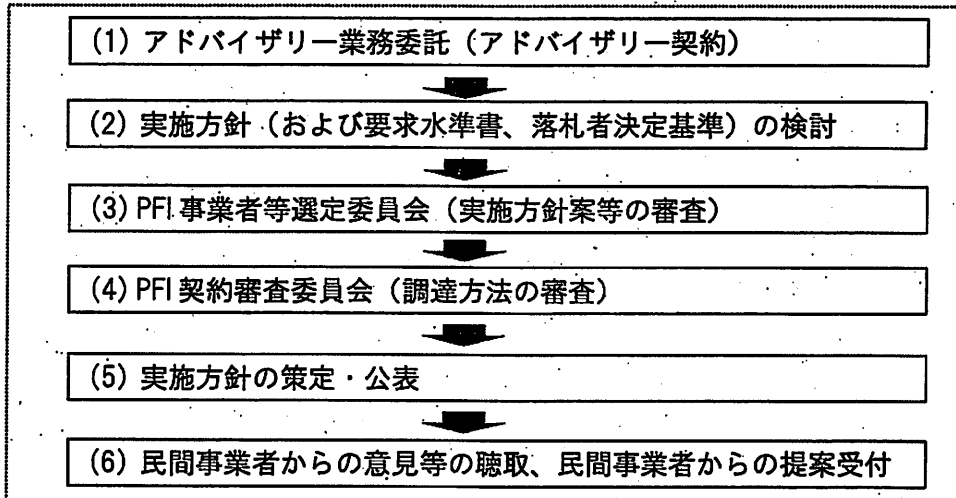 (1) アドバイザリー業務委託（アドバイザリー契約）
(2) 実施方針（および要求水準書、落札者決定基準）の検討
(3) PFI 事業者等選定委員会（実施方針案等の審査）
(4) PFI 契約審査委員会（調達方法の審査）
(5) 実施方針の策定・公表
(6) 民間事業者からの意見等の聴取、民間事業者からの提案受付